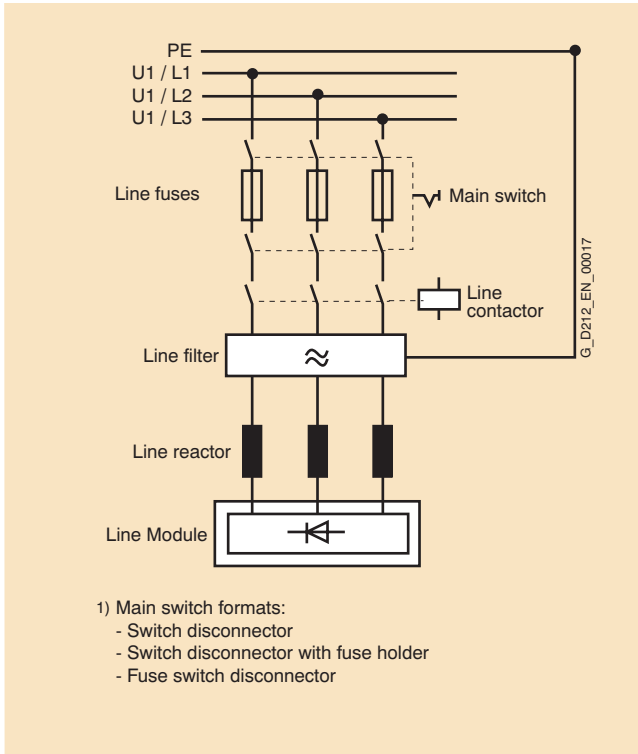 PE
U1 / L1
U1 / L2
U1 / L3
Line fuses
Main switch
Line
contactor
Line filter
G_D212_EN_00017
Line reactor
Line Module
1) Main switch formats:
- Switch disconnector
- Switch disconnector with fuse holder
- Fuse switch disconnector